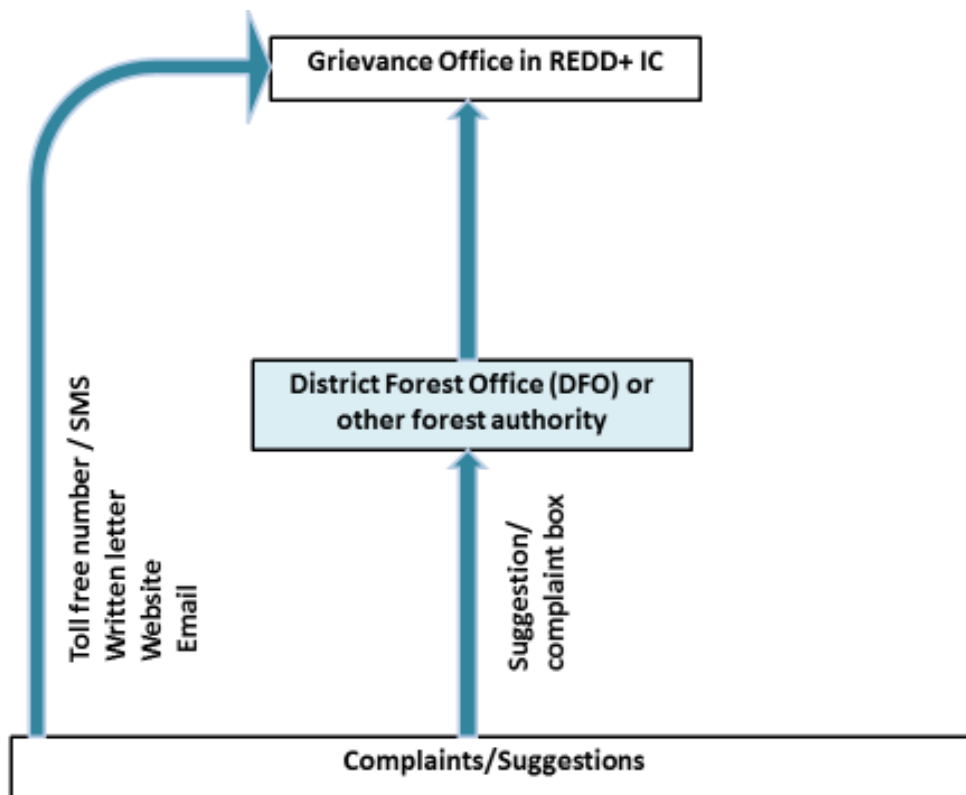 Grievance Office in REDD+ IC
District Forest Office (DFO) or
other forest authority
Toll free number / SMS
Written letter
Website
Email
Suggestion/
complaint box
Complaints/Suggestions